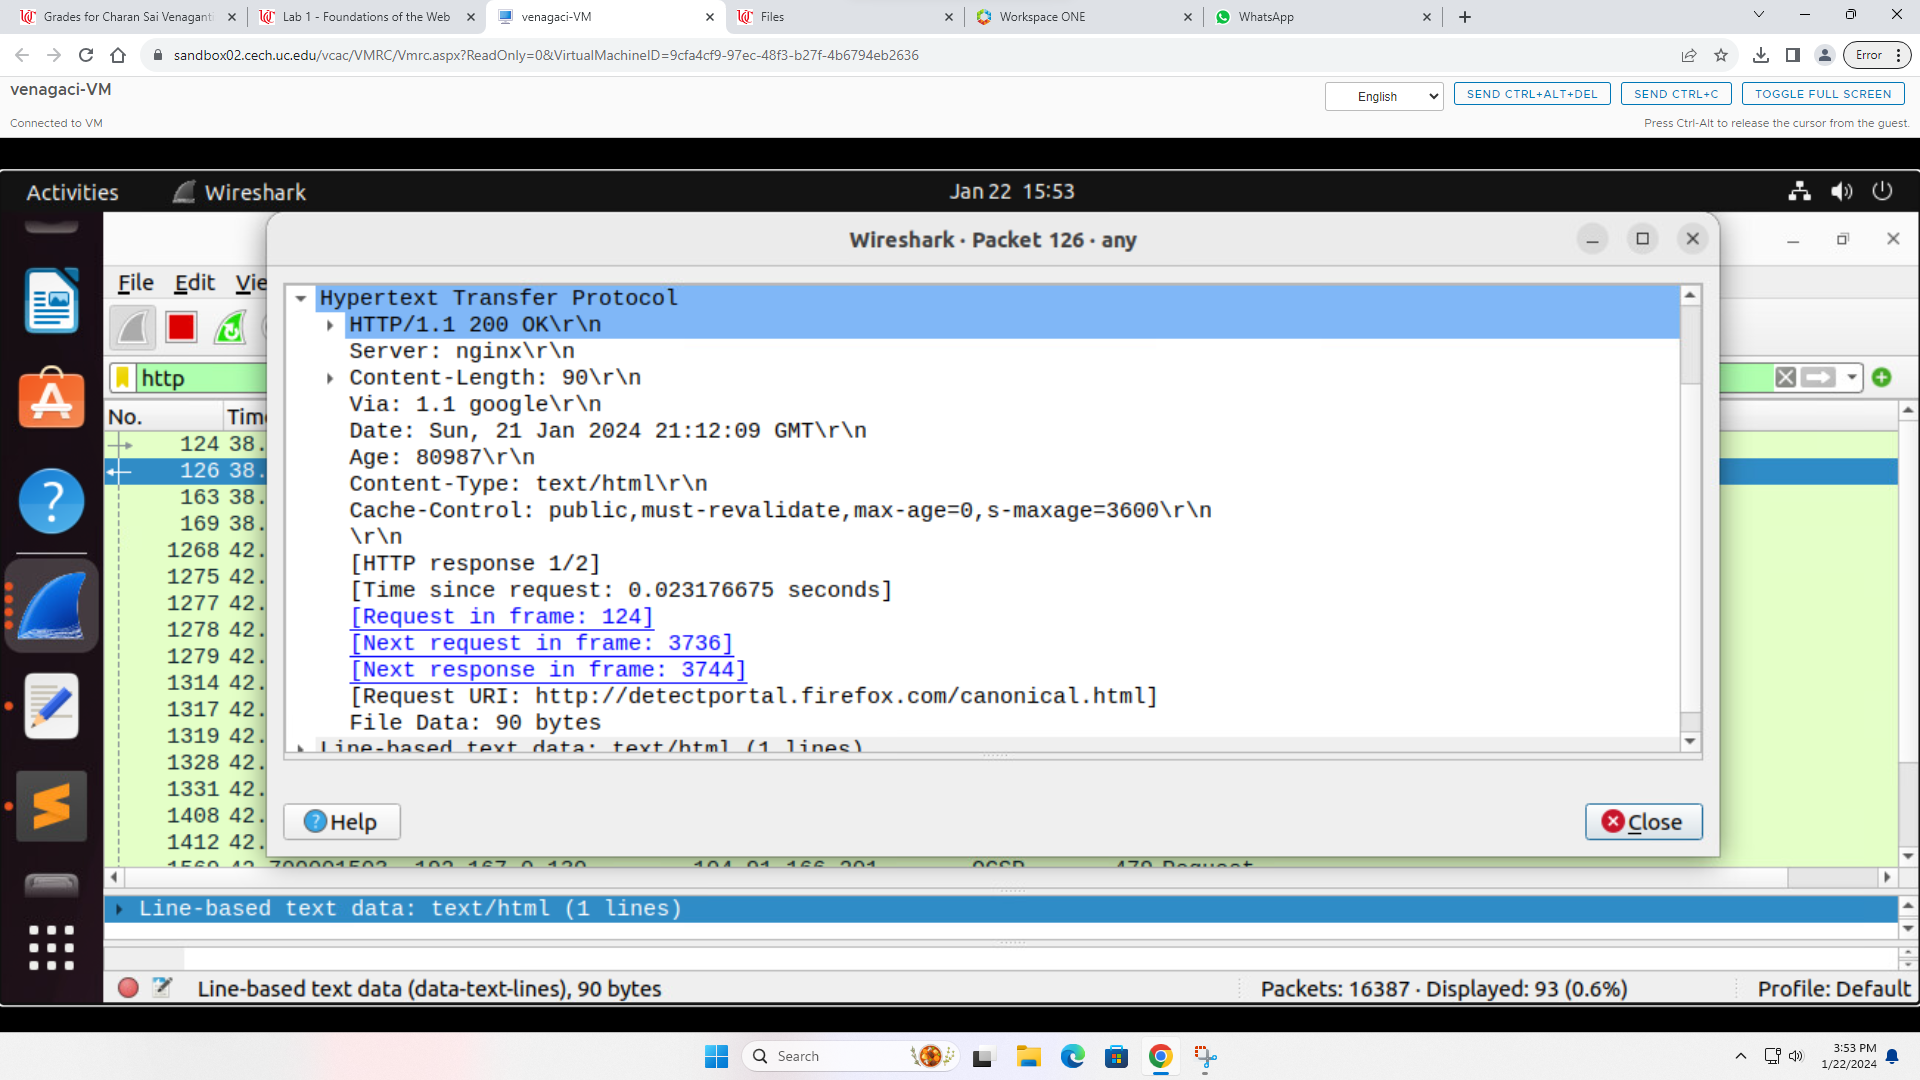 Grades for Charan Sai Venaganti
Lab 1 - Foundations of the Web
venagaci-VM
Files
Workspace ONE
WhatsApp
sandbox02.cech.uc.edu/vcac/VMRC/Vmrc.aspx?ReadOnly=0&VirtualMachineID=9cfa4cf9-97ec-48f3-b27f-4b6794eb2636
Error
venagaci-VM
English
SEND CTRL+ALT+DEL
SEND CTRL+C
TOGGLE FULL SCREEN
Connected to VM
Press Ctrl-Alt to release the cursor from the guest.
Activities
Wireshark
Jan 22 15:53
Wireshark · Packet 126 · any
File Edit Vie
http
No. Time
124 38.
126 38.
163 38.
169 38.
1268 42.
1275 42.
1277 42.
1278 42.
1279 42.
1314 42.
1317 42.
1319 42.
1328 42.
1331 42.
1408 42.
1412 42.
Hypertext Transfer Protocol
HTTP/1.1 200 OK\r\n
Server: nginx\r\n
Content-Length: 90\r\n
Via: 1.1 google\r\n
Date: Sun, 21 Jan 2024 21:12:09 GMT\r\n
Age: 80987\r\n
Content-Type: text/html\r\n
Cache-Control: public,must-revalidate,max-age=0,s-maxage=3600\r\n
\r\n
[HTTP response 1/2]
[Time since request: 0.023176675 seconds]
[Request in frame: 124]
[Next request in frame: 3736]
[Next response in frame: 3744]
[Request URI: http://detectportal.firefox.com/canonical.html]
File Data: 90 bytes
Line-based text data: text/html (1 lines)
Help
Close
Line-based text data: text/html (1 lines)
Line-based text data (data-text-lines), 90 bytes
Packets: 16387 · Displayed: 93 (0.6%)
Profile: Default
Search
3:53 PM
1/22/2024